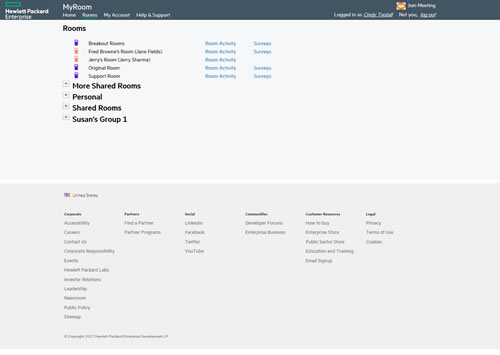 Hewlett Packard
Enterprise
MyRoom
Home Rooms My Account Help & Support
Join Meeting
Logged in as Cindy Tootall Not you, log out
Rooms
Breakout Rooms Room Activity Surveys
Fred Browne's Room (Jane Fields) Room Activity Surveys
Jerry's Room (Jerry Sharma) Room Activity
Original Room Room Activity Surveys
Support Room Room Activity Surveys
More Shared Rooms
Personal
Shared Rooms
Susan's Group 1
United States
Corporate
Accessibility
Careers
Contact Us
Corporate Responsibility
Events
Hewlett Packard Labs
Investor Relations
Leadership
Newsroom
Public Policy
Sitemap
Partners
Find a Partner
Partner Programs
Social
LinkedIn
Facebook
Twitter
YouTube
Communities
Developer Forums
Enterprise Business
Customer Resources
How to buy
Enterprise Store
Public Sector Store
Education and Training
Email Signup
Legal
Privacy
Terms of Use
Cookies
© Copyright 2017 Hewlett Packard Enterprise Development LP